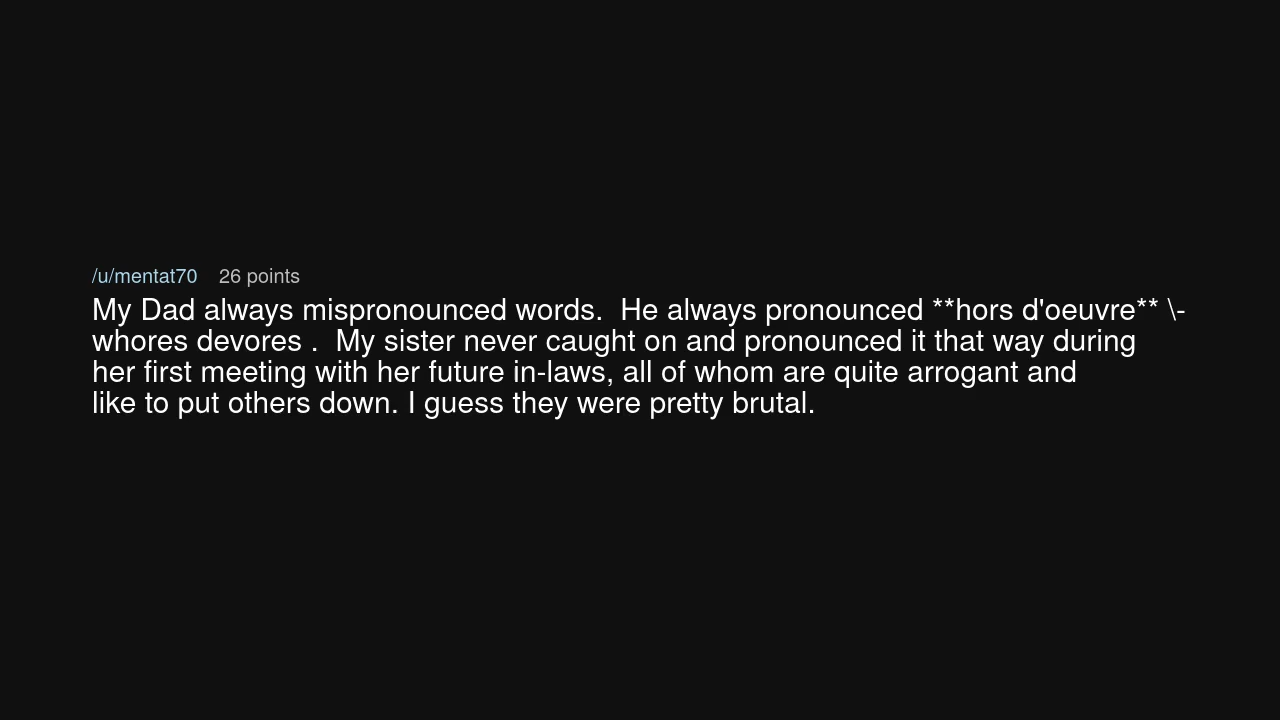 /u/mentat70 26 points
My Dad always mispronounced words.  He always pronounced **hors d'oeuvre** \-
whores devores .  My sister never caught on and pronounced it that way during
her first meeting with her future in-laws, all of whom are quite arrogant and
like to put others down. I guess they were pretty brutal.